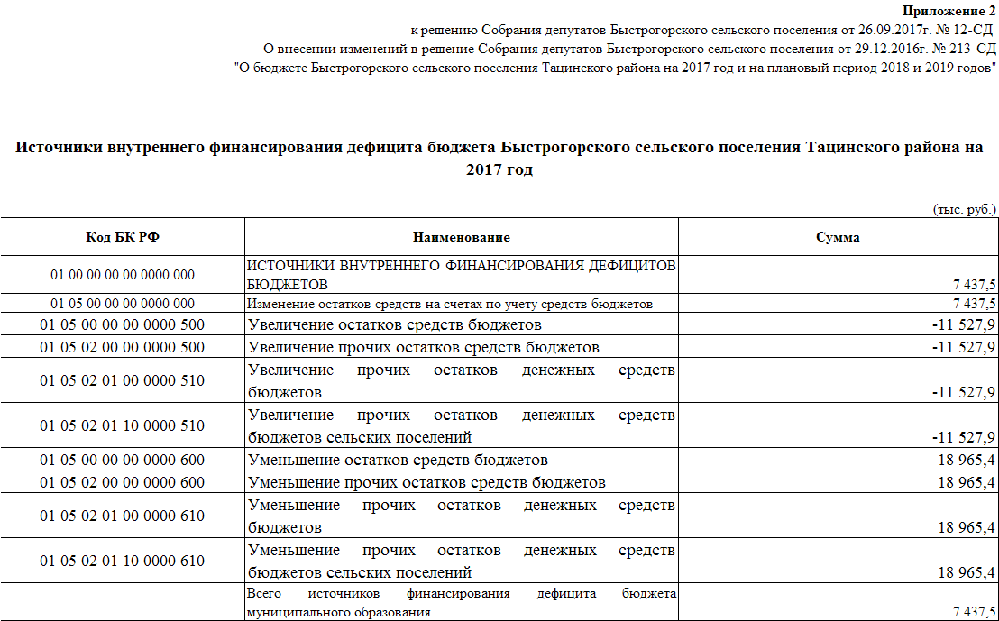 Приложение 2
к решению Собрания депутатов Быстрогорского сельского поселения от 26.09.2017г. № 12-СД
О внесении изменений в решение Собрания депутатов Быстрогорского сельского поселения от 29.12.2016г. № 213-СД
"О бюджете Быстрогорского сельского поселения Тацинского района на 2017 год и на плановый период 2018 и 2019 годов"
Источники внутреннего финансирования дефицита бюджета Быстрогорского сельского поселения Тацинского района на
2017 год
(тыс. руб.)
Код БК РФ Наименование Сумма
01 00 00 00 00 0000 000 ИСТОЧНИКИ ВНУТРЕННЕГО ФИНАНСИРОВАНИЯ ДЕФИЦИТОВ
БЮДЖЕТОВ 7 437,5
01 05 00 00 00 0000 000 Изменение остатков средств на счетах по учету средств бюджетов 7 437,5
01 05 00 00 00 0000 500 Увеличение остатков средств бюджетов -11 527,9
01 05 02 00 00 0000 500 Увеличение прочих остатков средств бюджетов -11 527,9
01 05 02 01 00 0000 510 Увеличение прочих остатков денежных средств
бюджетов -11 527,9
01 05 02 01 10 0000 510 Увеличение прочих остатков денежных средств
бюджетов сельских поселений -11 527,9
01 05 00 00 00 0000 600 Уменьшение остатков средств бюджетов 18 965,4
01 05 02 00 00 0000 600 Уменьшение прочих остатков средств бюджетов 18 965,4
01 05 02 01 00 0000 610 Уменьшение прочих остатков денежных средств
бюджетов 18 965,4
01 05 02 01 10 0000 610 Уменьшение прочих остатков денежных средств
бюджетов сельских поселений 18 965,4
Всего источников финансирования дефицита бюджета
муниципального образования 7 437,5